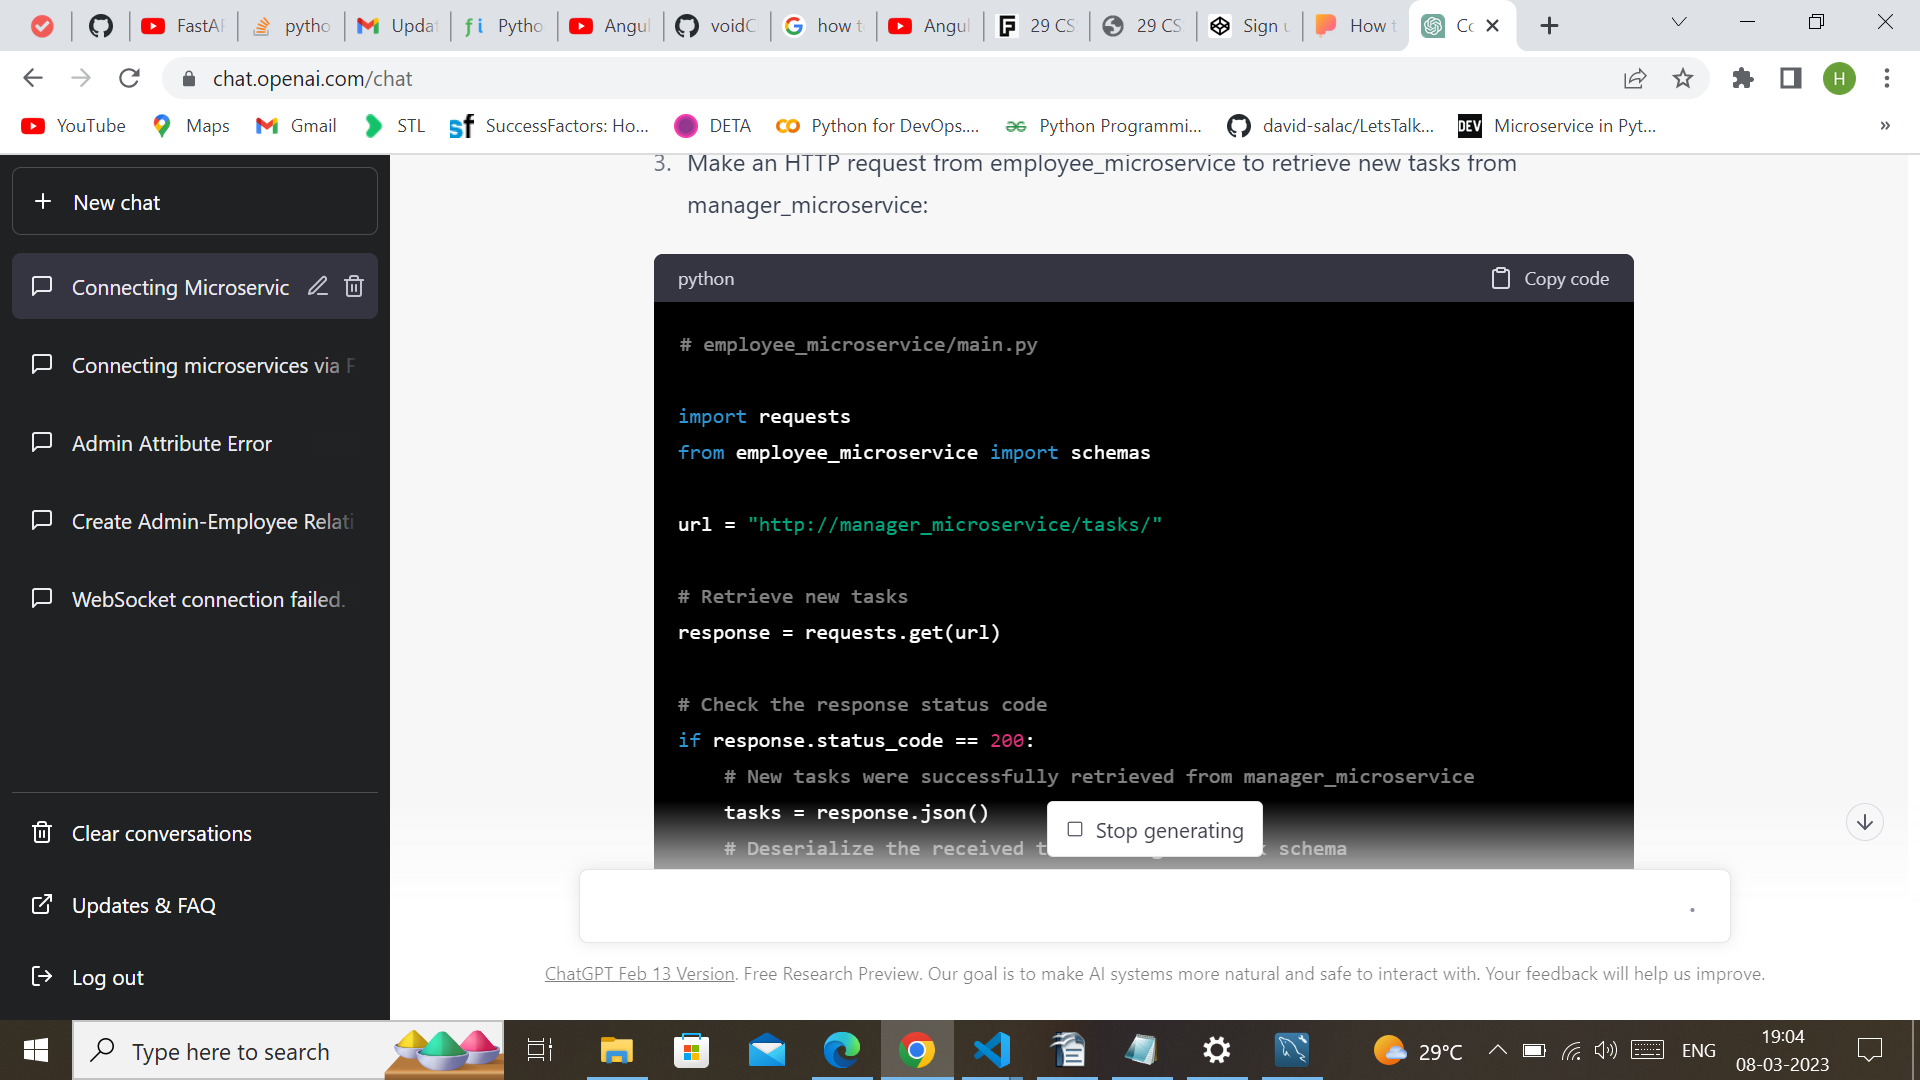 FastAP
pytho
Updat
Pytho
Angul
voidC
how to
Angul
29 CS
29 CS
Sign u
How t
Co
chat.openai.com/chat
H
YouTube
Maps
Gmail
STL
SuccessFactors: Ho...
DETA
Python for DevOps....
Python Programmi...
david-salac/LetsTalk...
DEV
Microservice in Pyt...
»
New chat
Connecting Microservic
Connecting microservices via F
Admin Attribute Error
Create Admin-Employee Relati
WebSocket connection failed.
Clear conversations
Updates & FAQ
Log out
3. Make an HTTP request from employee_microservice to retrieve new tasks from
manager_microservice:
python
Copy code
# employee_microservice/main.py
import requests
from employee_microservice import schemas
url = "http://manager_microservice/tasks/"
# Retrieve new tasks
response = requests.get(url)
# Check the response status code
if response.status_code == 200:
# New tasks were successfully retrieved from manager_microservice
tasks = response.json()
# Deserialize the received schema
Stop generating
ChatGPT Feb 13 Version. Free Research Preview. Our goal is to make AI systems more natural and safe to interact with. Your feedback will help us improve.
Type here to search
29°C
ENG
19:04
08-03-2023